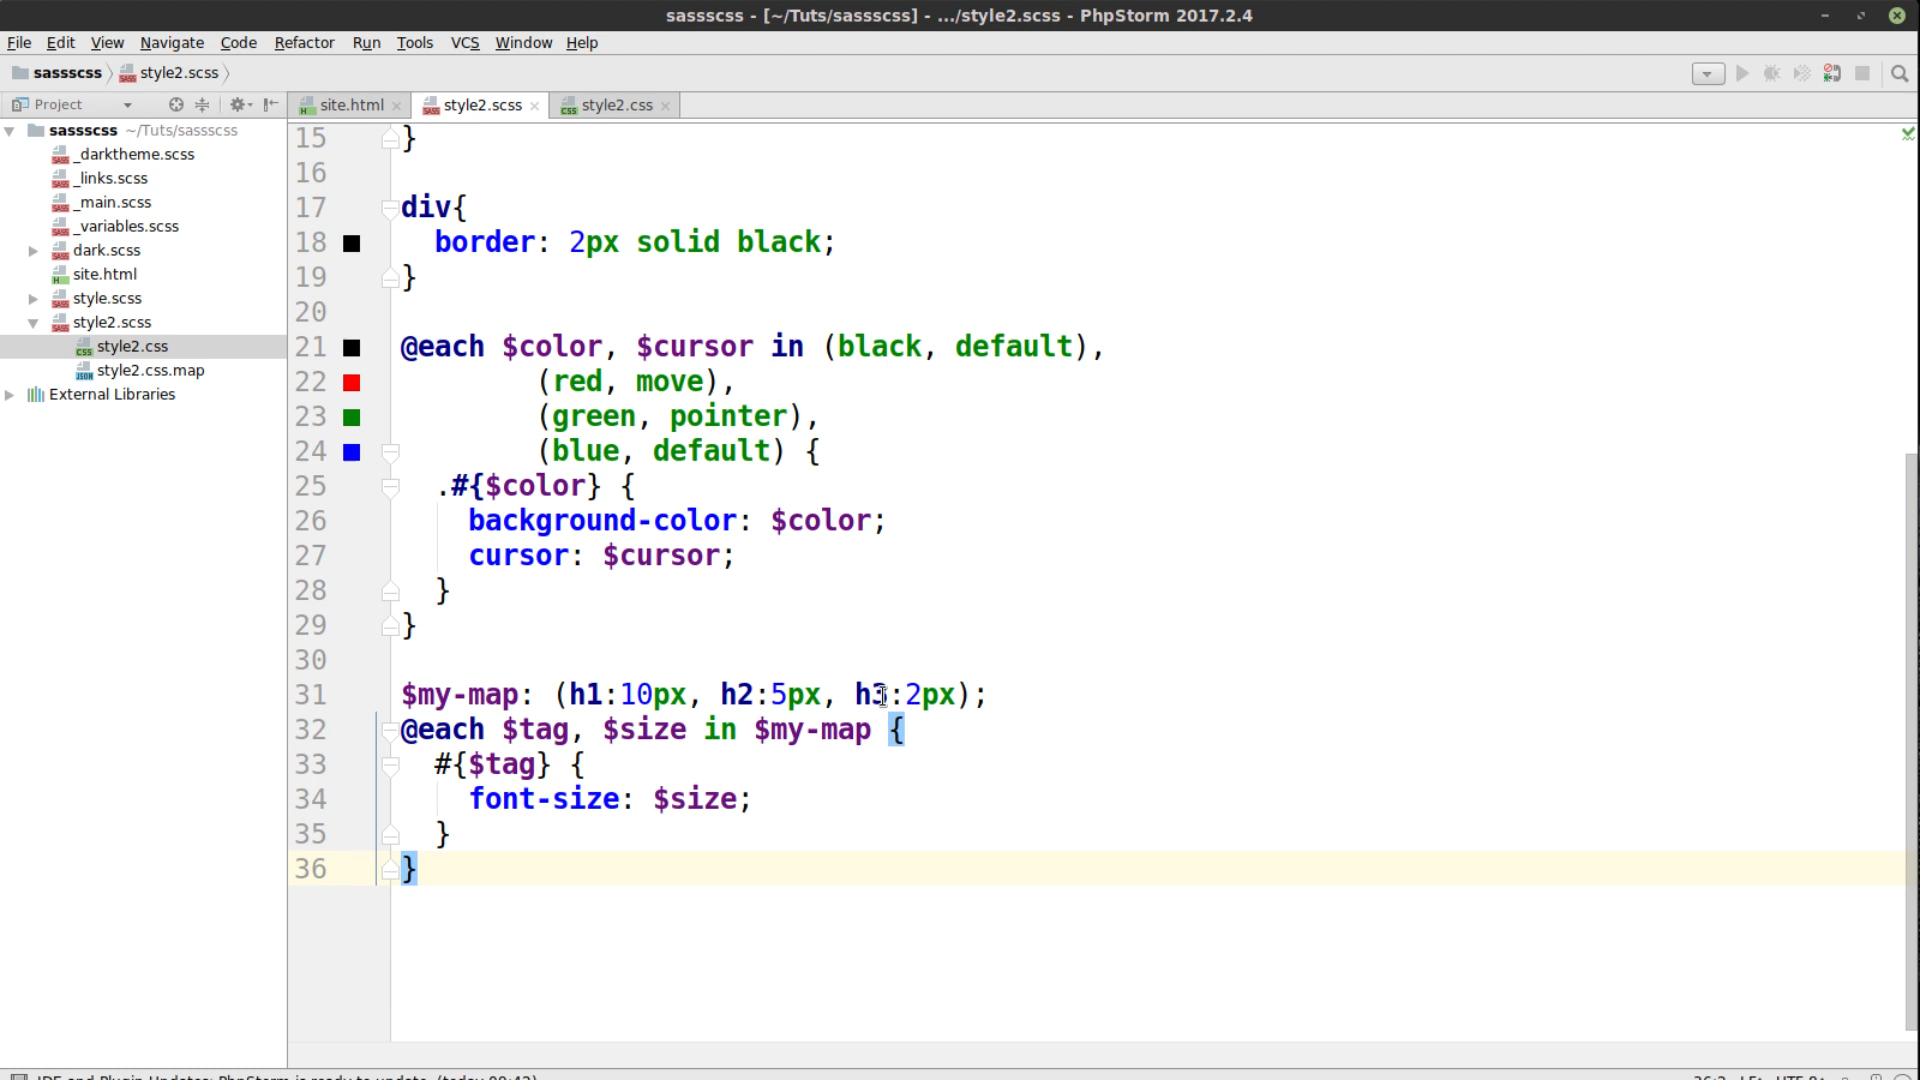 sassscss - [~/Tuts/sassscss] - .../style2.scss - PhpStorm 2017.2.4
File Edit View Navigate Code Refactor Run Tools VCS Window Help
sassscss style2.scss
Project
site.html style2.scss style2.css
sassscss ~/Tuts/sassscss
_darktheme.scss
_links.scss
_main.scss
_variables.scss
dark.scss
site.html
style.scss
style2.scss
style2.css
style2.css.map
External Libraries
15 }
16
17 div{
18 border: 2px solid black;
19 }
20
21 @each $color, $cursor in (black, default),
22 (red, move),
23 (green, pointer),
24 (blue, default) {
25 .#{$color} {
26 background-color: $color;
27 cursor: $cursor;
28 }
29 }
30
31 $my-map: (h1:10px, h2:5px, h3:2px);
32 @each $tag, $size in $my-map {
33 #{$tag} {
34 font-size: $size;
35 }
36 }
IDE and Plugin Updates: PhpStorm is ready to update. (today 09:42)
36:2 LF÷ UTF-8÷